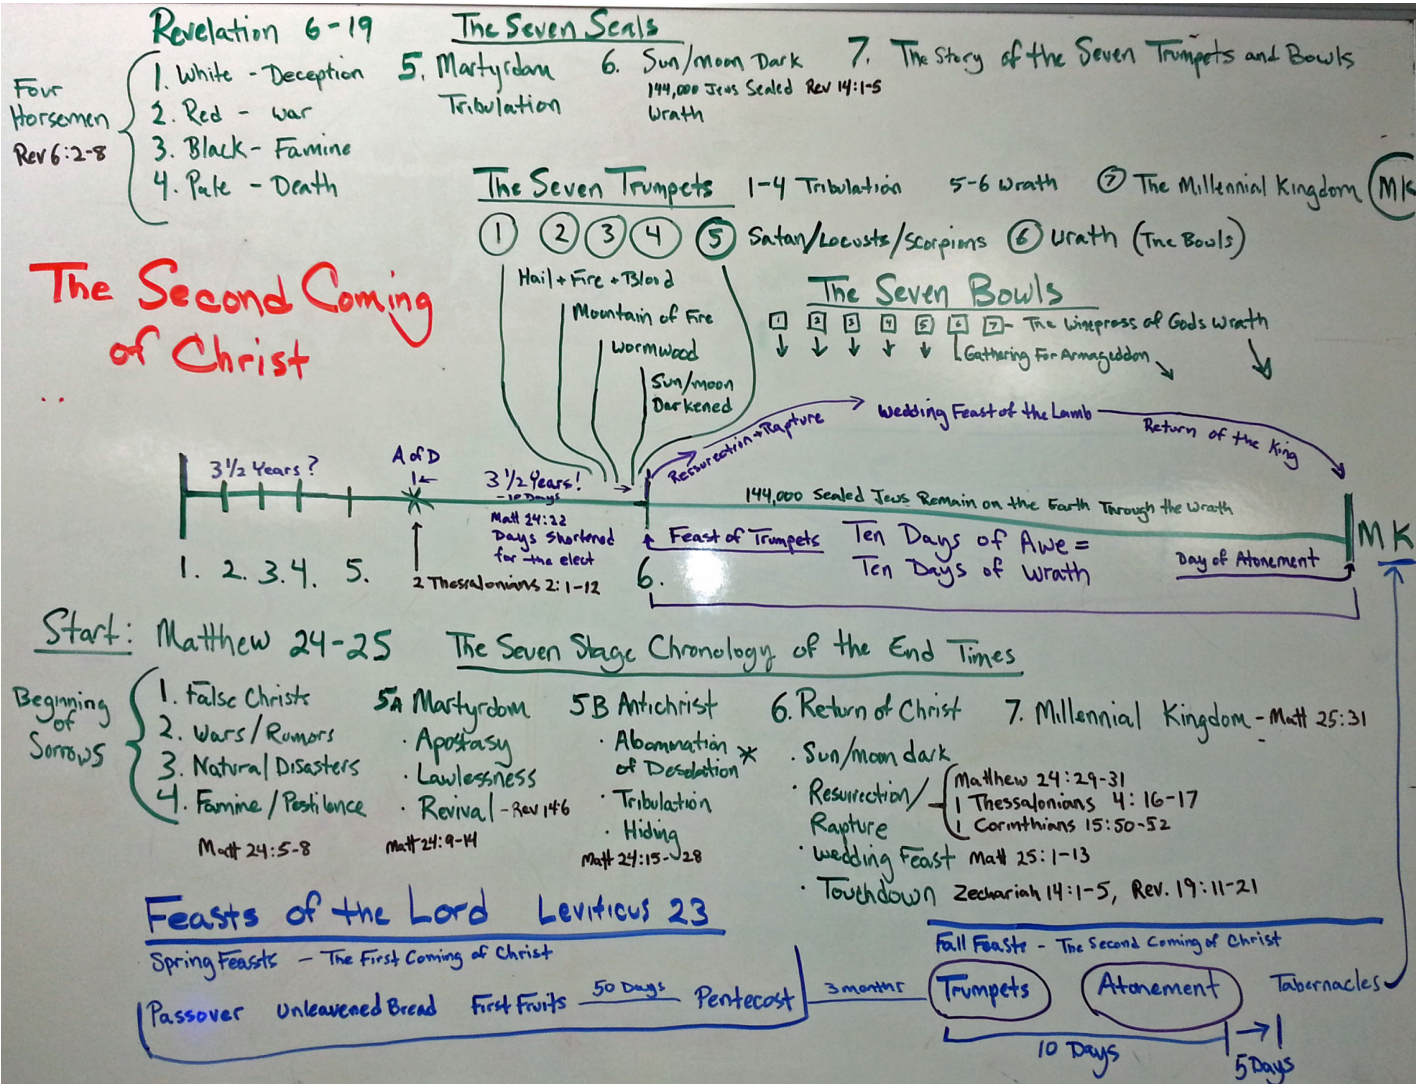 Revelation 6-19
Four
Horsemen
Rev 6:2-8
1. White - Deception
2. Red - war
3. Black - Famine
4. Pale - Death
The Seven Seals
5. Martyrdom
Tribulation
6. Sun/moon Dark
144,000 Jews Sealed Rev 14:1-5
Wrath
7. The Story of the Seven Trumpets and Bowls
The Seven Trumpets 1-4 Tribulation 5-6 Wrath 7 The Millennial Kingdom MK
1 2 3 4 5 Satan/Locusts/Scorpions 6 Wrath (The Bowls)
Hail + Fire + Blood
Mountain of Fire
Wormwood
Sun/moon
Darkened
The Second Coming
of Christ
The Seven Bowls
1 2 3 4 5 6 7 - The Winepress of Gods Wrath
Gathering For Armageddon
Resurrection + Rapture
Wedding Feast of the Lamb
Return of the King
3 1/2 Years?
A of D
3 1/2 Years!
- 10 Days
Matt 24:22
Days Shortened
for the elect
144,000 Sealed Jews Remain on the Earth Through the Wrath
Feast of Trumpets
Ten Days of Awe =
Ten Days of Wrath
Day of Atonement
MK
1. 2. 3. 4. 5.
2 Thessalonians 2:1-12
6.
Start: Matthew 24-25 The Seven Stage Chronology of the End Times
Beginning
of
Sorrows
1. False Christs
2. Wars/Rumors
3. Natural Disasters
4. Famine/Pestilence
Matt 24:5-8
5A Martyrdom
· Apostasy
· Lawlessness
· Revival - Rev 14:6
Matt 24:9-14
5B Antichrist
· Abomnation
of Desolation *
· Tribulation
· Hiding
Matt 24:15-28
6. Return of Christ
· Sun/moon dark
· Resurrection/
Rapture
Matthew 24:29-31
1 Thessalonians 4:16-17
1 Corinthians 15:50-52
· Wedding Feast Matt 25:1-13
· Touchdown Zechariah 14:1-5, Rev. 19:11-21
7. Millennial Kingdom - Matt 25:31
Feasts of the Lord Leviticus 23
Spring Feasts - The First Coming of Christ
Passover Unleavened Bread First Fruits 50 Days Pentecost
3 months
Fall Feasts - The Second Coming of Christ
Trumpets Atonement Tabernacles
10 Days
5 Days